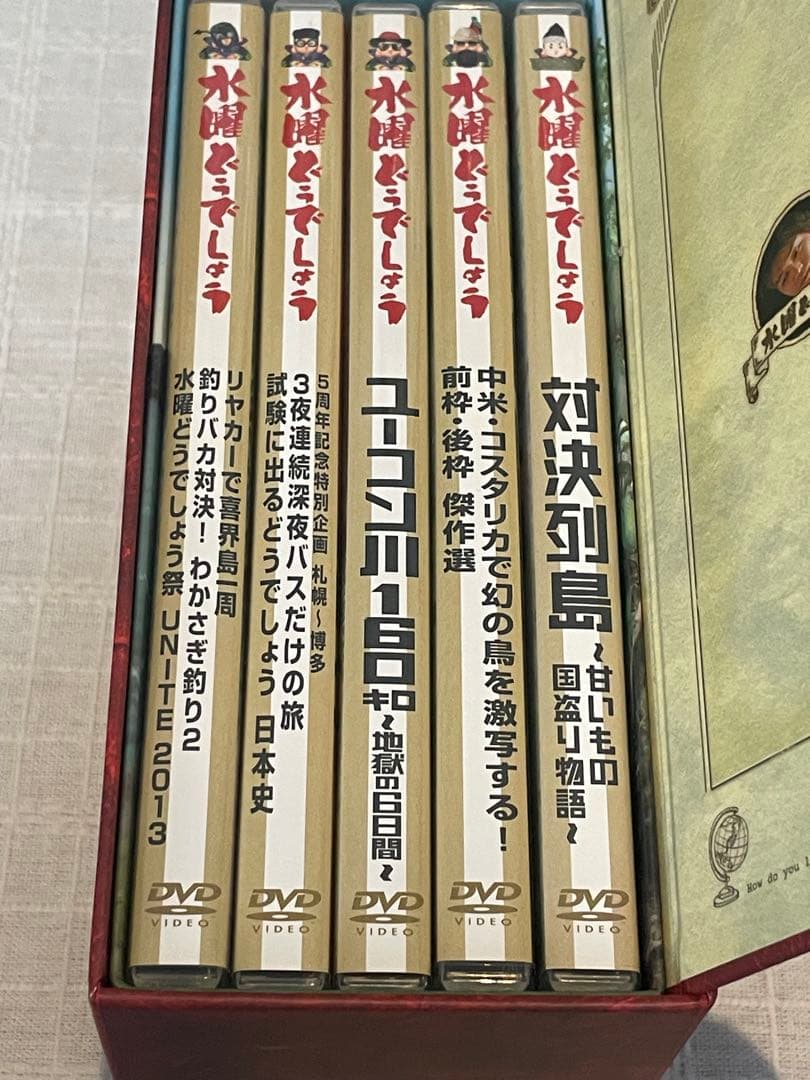 水曜どうでしょう
リヤカーで喜界島一周
釣りバカ対決！わかさぎ釣り2
水曜どうでしょう祭 UNITE 2013
DVD
VIDEO
水曜どうでしょう
5周年記念特別企画 札幌～博多
3夜連続深夜バスだけの旅
試験に出るどうでしょう 日本史
DVD
VIDEO
水曜どうでしょう
ユーコン川160キロ
～地獄の6日間～
DVD
VIDEO
水曜どうでしょう
中米・コスタリカで幻の鳥を激写する！
前枠・後枠 傑作選
DVD
VIDEO
水曜どうでしょう
対決列島
～甘いもの
国盗り物語～
DVD
VIDEO
水曜
How do you